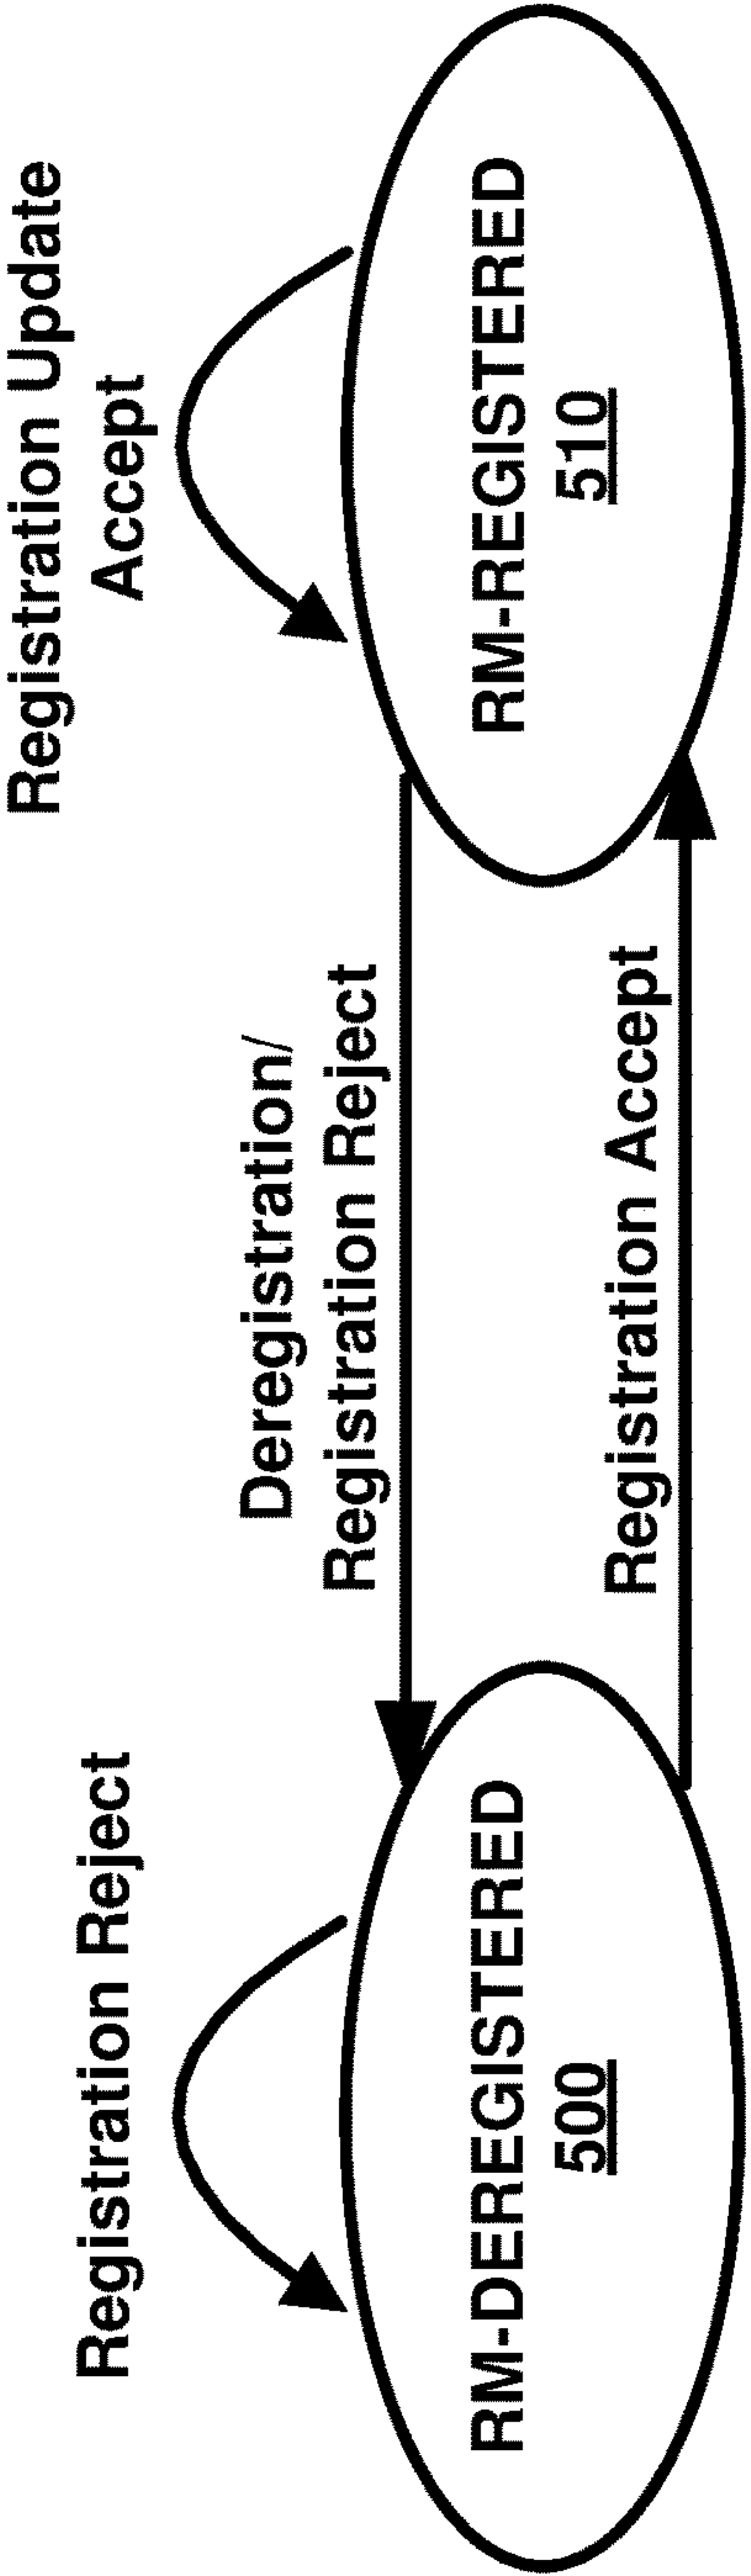 Registration Reject
RM-DEREGISTERED
500
Deregistration/
Registration Reject
Registration Accept
Registration Update
Accept
RM-REGISTERED
510